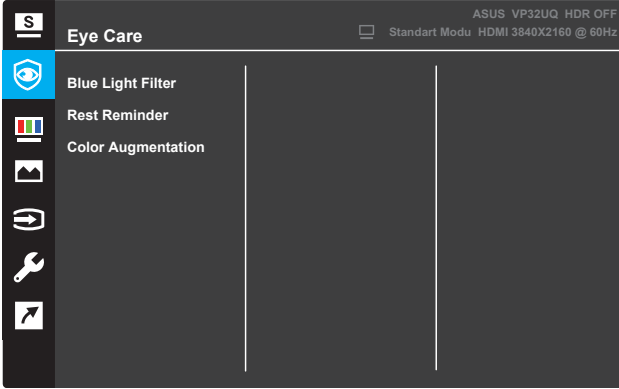 S
ASUS VP32UQ HDR OFF
Eye Care
Standart Modu HDMI 3840X2160 @ 60Hz
Blue Light Filter
Rest Reminder
Color Augmentation